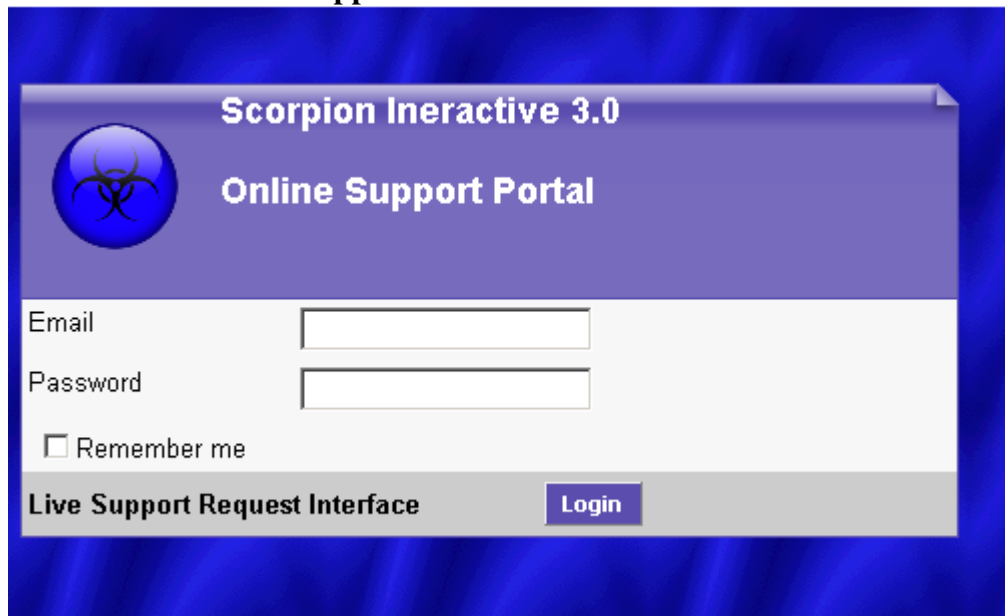 Scorpion Ineractive 3.0
Online Support Portal
Email
Password
Remember me
Live Support Request Interface Login